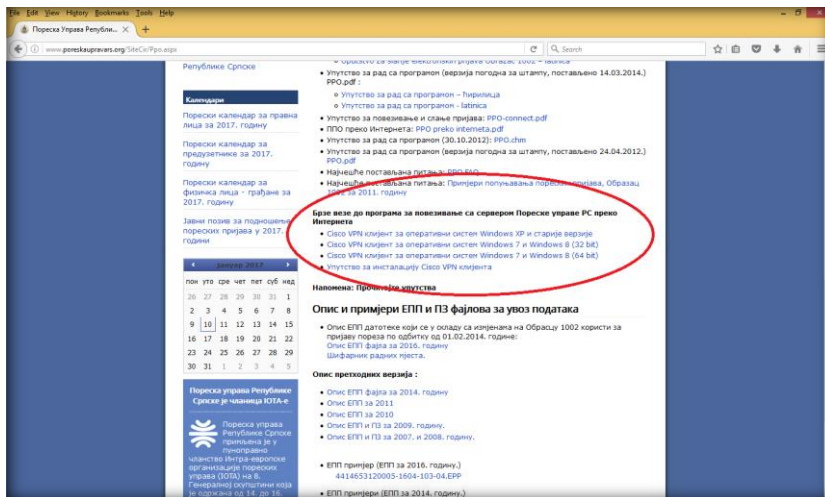 File Edit View History Bookmarks Tools Help
Пореска Управа Републи...
www.poreskaupravars.org/SiteCir/Ppo.aspx
Search
Републике Српске
Календари
Порески календар за правна
лица за 2017. годину
Порески календар за
предузетнике за 2017.
годину
Порески календар за
физичка лица - грађане за
2017. годину
Јавни позив за подношење
пореских пријава у 2017.
години
јануар 2017
пон уто сре чет пет суб нед
26 27 28 29 30 31 1
2 3 4 5 6 7 8
9 10 11 12 13 14 15
16 17 18 19 20 21 22
23 24 25 26 27 28 29
30 31 1 2 3 4 5
Пореска управа Републике
Српске је чланица ІОТА-е
Пореска управа
Републике Српске
примљена је у
пуноправно
чланство Интра-европске
организације пореских
управа (ІОТА) на 8.
Генералној скупштини која
је одржана од 14. до 16.
Uputstvo za slanje elektronskih prijava Obrazac 1002 - latinica
Упутство за рад са програмом (верзија погодна за штампу, постављено 14.03.2014.)
PPO.pdf :
Упутство за рад са програмом – ћирилица
Упутство за рад са програмом - latinica
Упутство за повезивање и слање пријава: PPO-connect.pdf
ППО преко Интернета: PPO preko interneta.pdf
Упутство за рад са програмом (30.10.2012): PPO.chm
Упутство за рад са програмом (верзија погодна за штампу, постављено 24.04.2012.)
PPO.pdf
Најчешће постављана питања: PPO FAQ
Најчешће постављана питања: Примјери попуњавања пореских пријава, Образац
1002 за 2011. годину
Брзе везе до програма за повезивање са сервером Пореске управе РС преко
Интернета
Cisco VPN клијент за оперативни систем Windows XP и старије верзије
Cisco VPN клијент за оперативни систем Windows 7 и Windows 8 (32 bit)
Cisco VPN клијент за оперативни систем Windows 7 и Windows 8 (64 bit)
Упутство за инсталацију Cisco VPN клијента
Напомена: Прочитајте упутства
Опис и примјери ЕПП и ПЗ фајлова за увоз података
Опис ЕПП датотеке који се у складу са измјенама на Обрасцу 1002 користи за
пријаву пореза по одбитку од 01.02.2014. године:
Опис ЕПП фајла за 2016. годину
Шифарник радних мјеста.
Опис претходних верзија :
Опис ЕПП фајла за 2014. годину
Опис ЕПП за 2011
Опис ЕПП за 2010
Опис ЕПП и ПЗ за 2009. годину.
Опис ЕПП и ПЗ за 2007. и 2008. годину.
ЕПП примјер (ЕПП за 2016. годину.)
4414653120005-1604-103-04.EPP
ЕПП примјери (ЕПП за 2014. годину.)